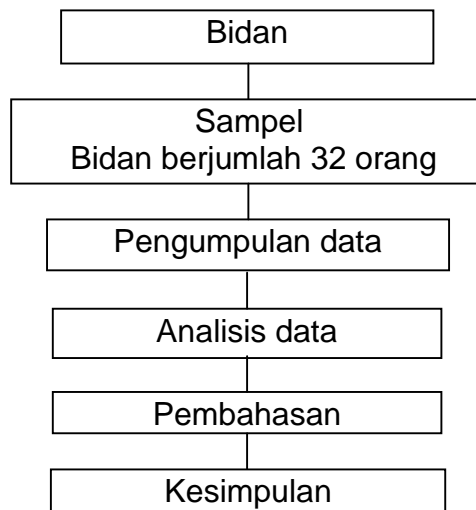 Bidan
Sampel
Bidan berjumlah 32 orang
Pengumpulan data
Analisis data
Pembahasan
Kesimpulan